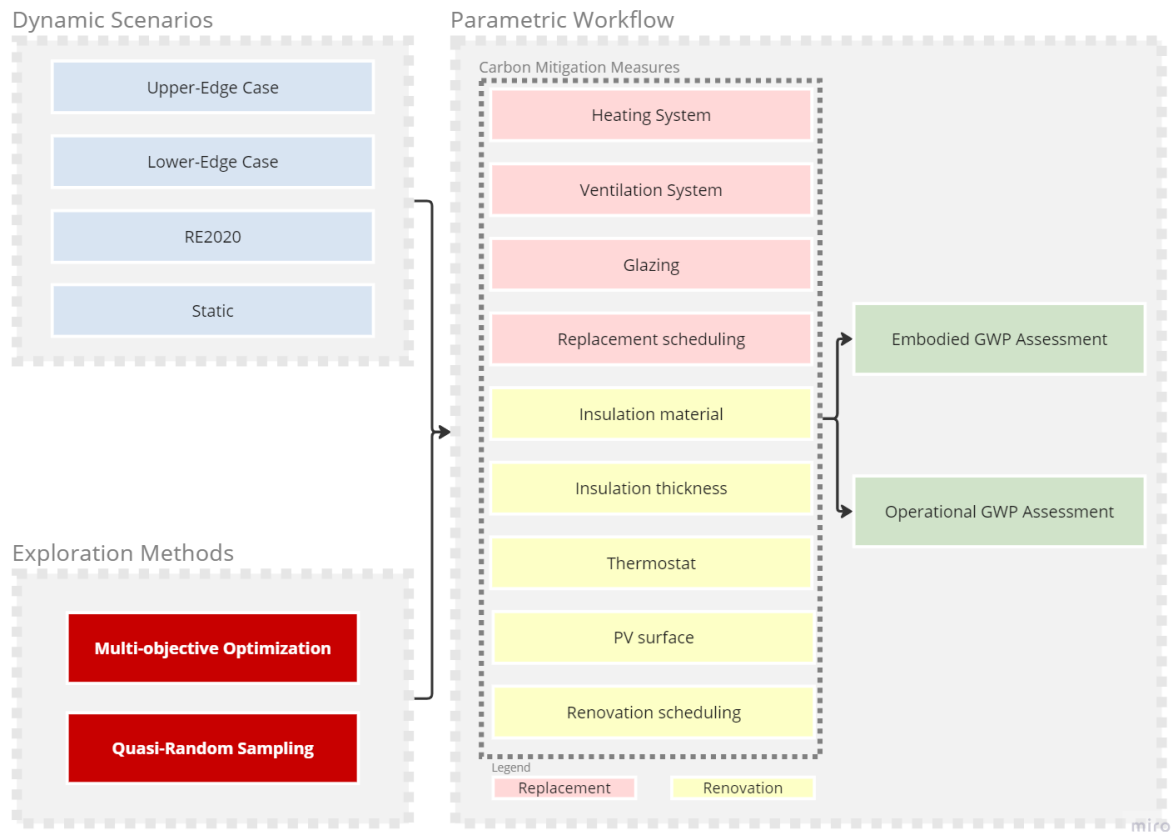 Dynamic Scenarios
Upper-Edge Case
Lower-Edge Case
RE2020
Static
Exploration Methods
Multi-objective Optimization
Quasi-Random Sampling
Parametric Workflow
Carbon Mitigation Measures
Heating System
Ventilation System
Glazing
Replacement scheduling
Insulation material
Insulation thickness
Thermostat
PV surface
Renovation scheduling
Legend
Replacement
Renovation
Embodied GWP Assessment
Operational GWP Assessment
miro